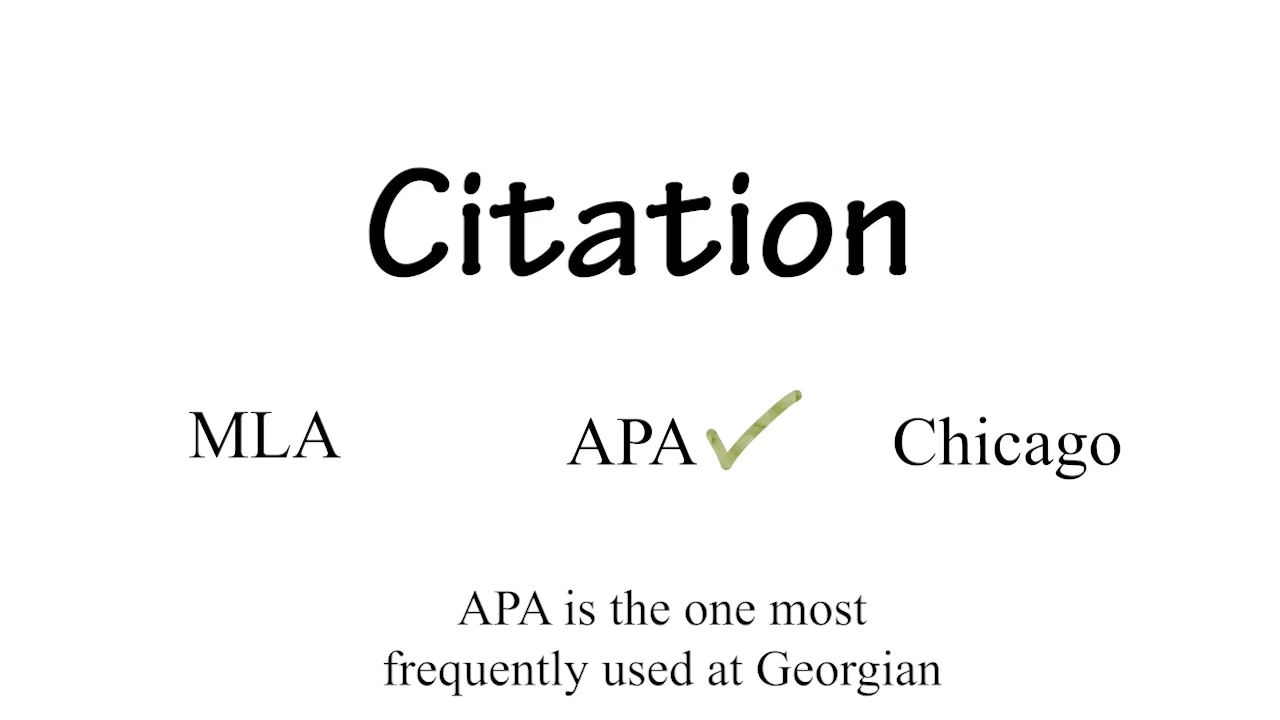 Citation
MLA APA Chicago
APA is the one most
frequently used at Georgian